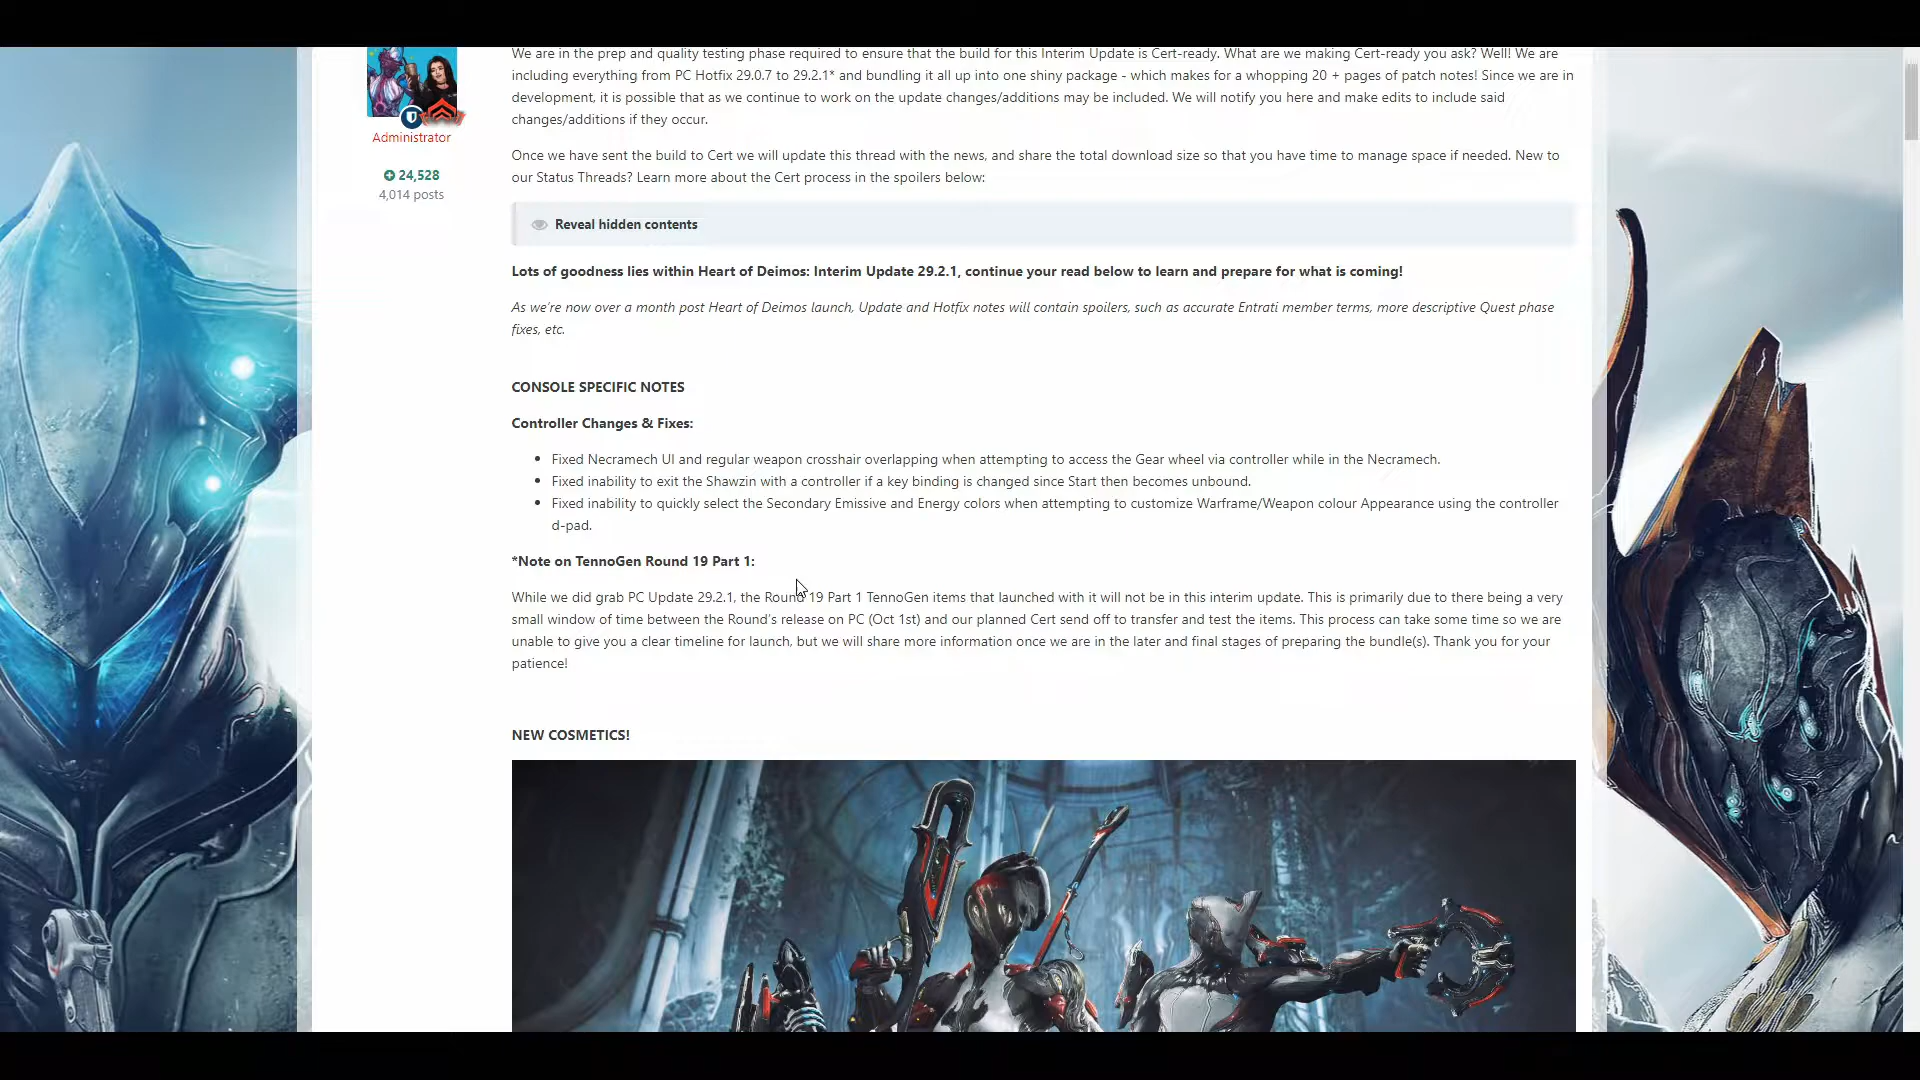 We are in the prep and quality testing phase required to ensure that the build for this Interim Update is Cert-ready. What are we making Cert-ready you ask? Well! We are
including everything from PC Hotfix 29.0.7 to 29.2.1* and bundling it all up into one shiny package - which makes for a whopping 20 + pages of patch notes! Since we are in
development, it is possible that as we continue to work on the update changes/additions may be included. We will notify you here and make edits to include said
changes/additions if they occur.
Administrator
24,528
4,014 posts
Once we have sent the build to Cert we will update this thread with the news, and share the total download size so that you have time to manage space if needed. New to
our Status Threads? Learn more about the Cert process in the spoilers below:
Reveal hidden contents
Lots of goodness lies within Heart of Deimos: Interim Update 29.2.1, continue your read below to learn and prepare for what is coming!
As we're now over a month post Heart of Deimos launch, Update and Hotfix notes will contain spoilers, such as accurate Entrati member terms, more descriptive Quest phase
fixes, etc.
CONSOLE SPECIFIC NOTES
Controller Changes & Fixes:
• Fixed Necramech UI and regular weapon crosshair overlapping when attempting to access the Gear wheel via controller while in the Necramech.
• Fixed inability to exit the Shawzin with a controller if a key binding is changed since Start then becomes unbound.
• Fixed inability to quickly select the Secondary Emissive and Energy colors when attempting to customize Warframe/Weapon colour Appearance using the controller
d-pad.
*Note on TennoGen Round 19 Part 1:
While we did grab PC Update 29.2.1, the Round 19 Part 1 TennoGen items that launched with it will not be in this interim update. This is primarily due to there being a very
small window of time between the Round's release on PC (Oct 1st) and our planned Cert send off to transfer and test the items. This process can take some time so we are
unable to give you a clear timeline for launch, but we will share more information once we are in the later and final stages of preparing the bundle(s). Thank you for your
patience!
NEW COSMETICS!